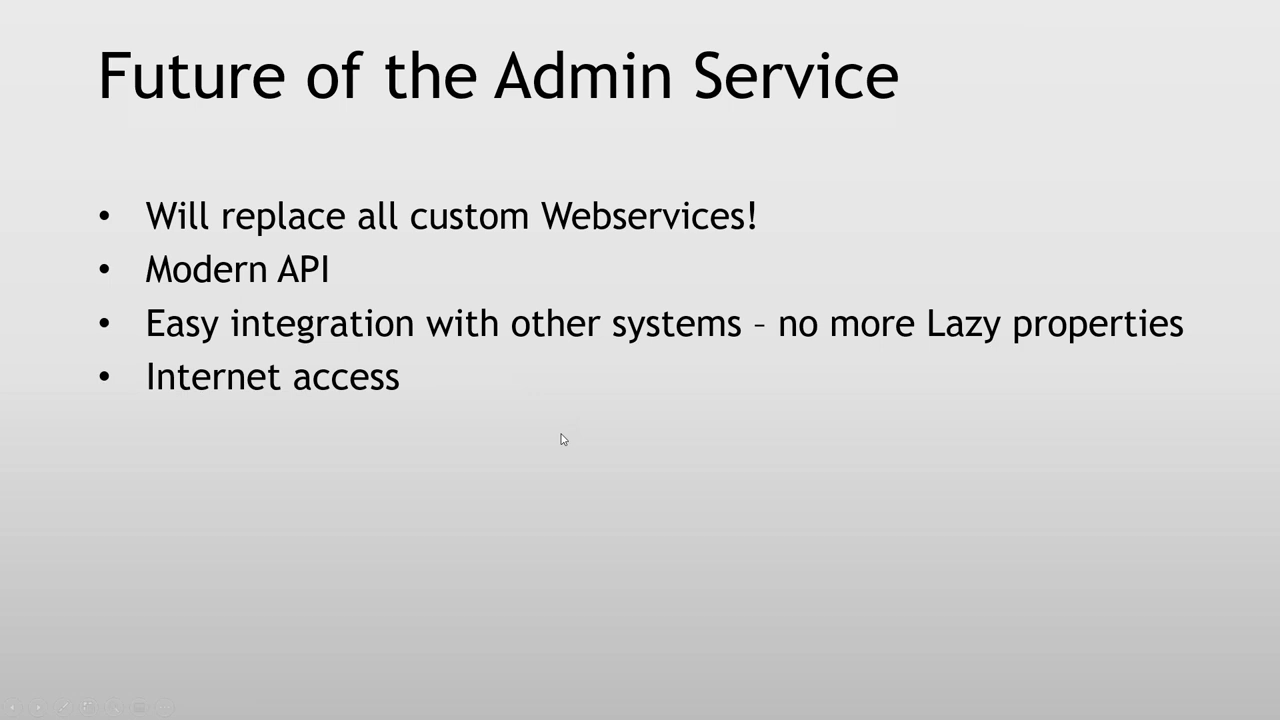 Future of the Admin Service
• Will replace all custom Webservices!
• Modern API
• Easy integration with other systems – no more Lazy properties
• Internet access